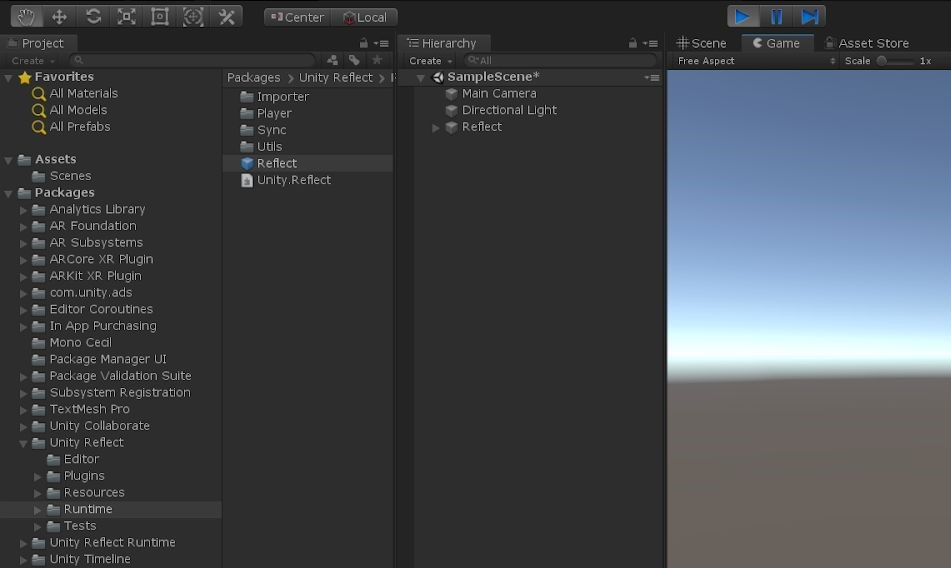 Center Local
Project
Create
Favorites
All Materials
All Models
All Prefabs
Assets
Scenes
Packages
Analytics Library
AR Foundation
AR Subsystems
ARCore XR Plugin
ARKit XR Plugin
com.unity.ads
Editor Coroutines
In App Purchasing
Mono Cecil
Package Manager UI
Package Validation Suite
Subsystem Registration
TextMesh Pro
Unity Collaborate
Unity Reflect
Editor
Plugins
Resources
Runtime
Tests
Unity Reflect Runtime
Unity Timeline
Packages > Unity Reflect >
Importer
Player
Sync
Utils
Reflect
Unity.Reflect
Hierarchy
Create All
SampleScene*
Main Camera
Directional Light
Reflect
Scene Game Asset Store
Free Aspect Scale 1x